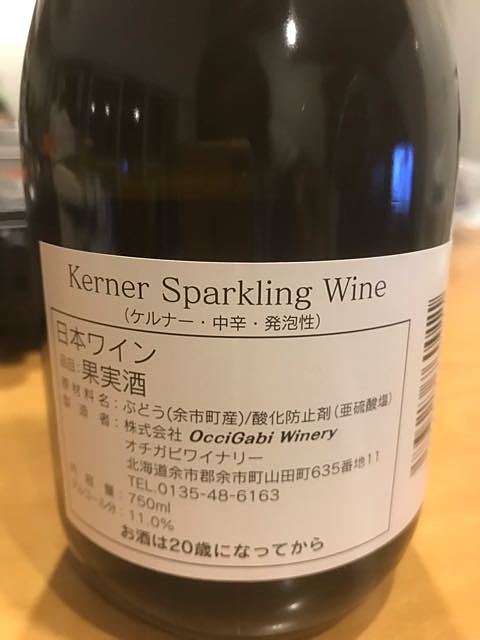 Kerner Sparkling Wine
(ケルナー・中辛・発泡性)
日本ワイン
品目:果実酒
原材料名:ぶどう(余市町産)/酸化防止剤(亜硫酸塩)
製造者:株式会社 OcciGabi Winery
オチガビワイナリー
北海道余市郡余市町山田町635番地11
TEL.0135-48-6163
内容量:750ml
アルコール分:11.0%
お酒は20歳になってから